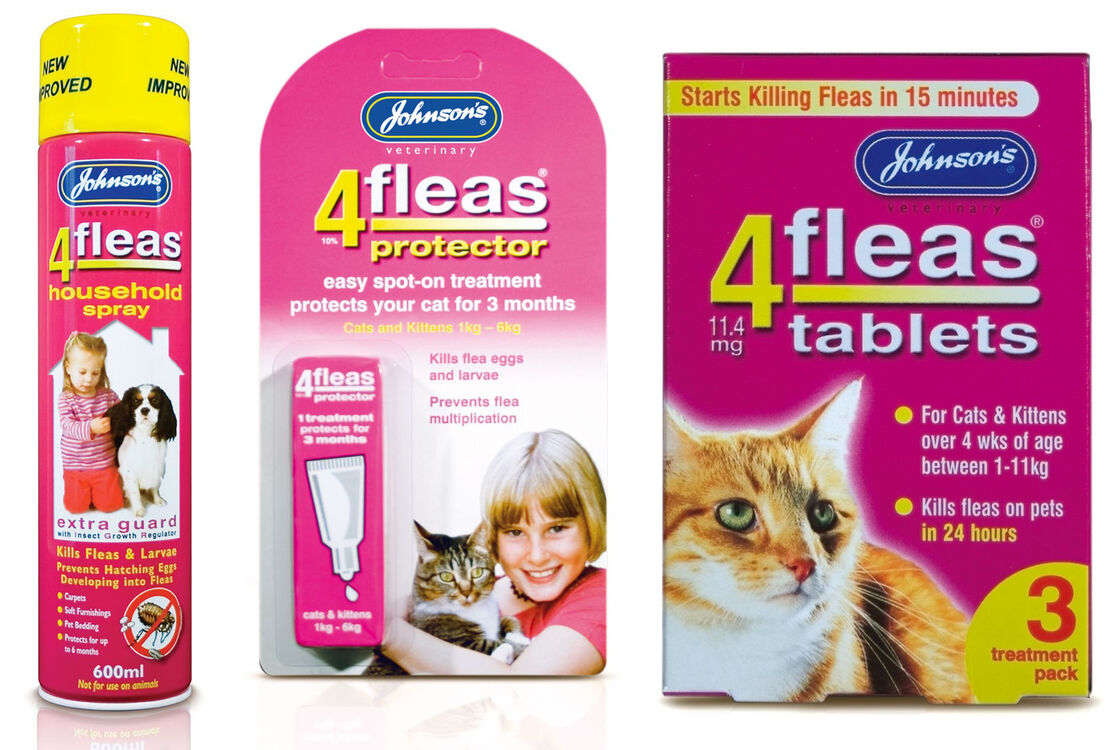 NEW
PROVED
NEW
IMPRO
Johnson's®
veterinary
4fleas®
household
spray
extra guard
with Insect Growth Regulator
Kills Fleas & Larvae
Prevents Hatching Eggs
Developing into Fleas
Carpets
Soft Furnishings
Pet Bedding
Protects for up
to 6 months
600ml
Not for use on animals
Johnson's®
veterinary
10% 4fleas®
protector
easy spot-on treatment
protects your cat for 3 months
Cats and Kittens 1kg – 6kg
Kills flea eggs
and larvae
Prevents flea
multiplication
4fleas
protector
1 treatment
protects for
3 months
cats & kittens
1kg – 6kg
Starts Killing Fleas in 15 minutes
Johnson's®
veterinary
4fleas®
11.4
mg
tablets
For Cats & Kittens
over 4 wks of age
between 1-11kg
Kills fleas on pets
in 24 hours
3
treatment
pack